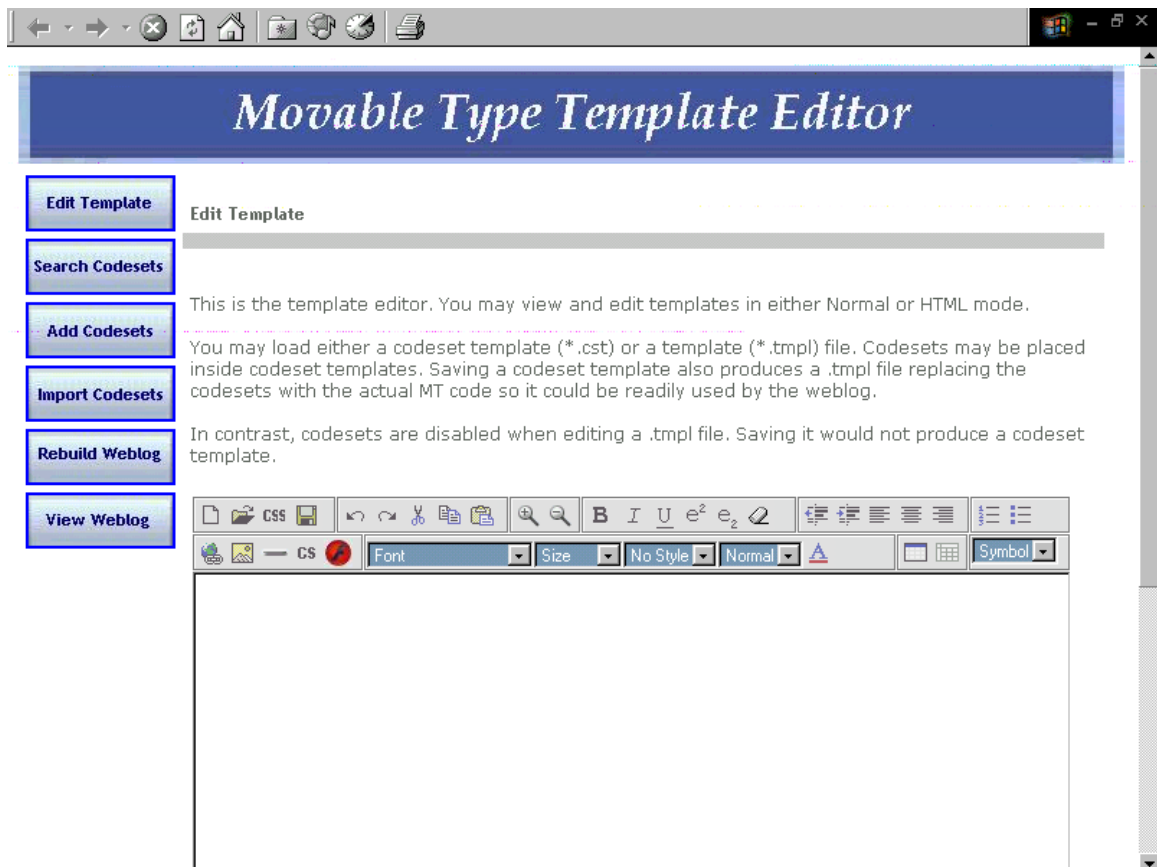 Movable Type Template Editor
Edit Template
Search Codesets
Add Codesets
Import Codesets
Rebuild Weblog
View Weblog
Edit Template
This is the template editor. You may view and edit templates in either Normal or HTML mode.
You may load either a codeset template (*.cst) or a template (*.tmpl) file. Codesets may be placed
inside codeset templates. Saving a codeset template also produces a .tmpl file replacing the
codesets with the actual MT code so it could be readily used by the weblog.
In contrast, codesets are disabled when editing a .tmpl file. Saving it would not produce a codeset
template.
CSS B I U e² e₂
CS Font Size No Style Normal A Symbol